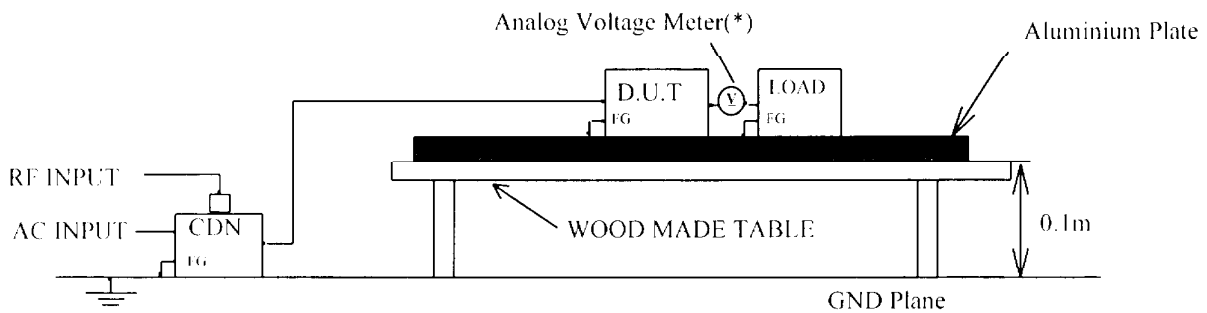 Analog Voltage Meter(*)
Aluminium Plate
D.U.T
V
LOAD
FG
FG
RF INPUT
AC INPUT
CDN
FG
WOOD MADE TABLE
0.1m
GND Plane